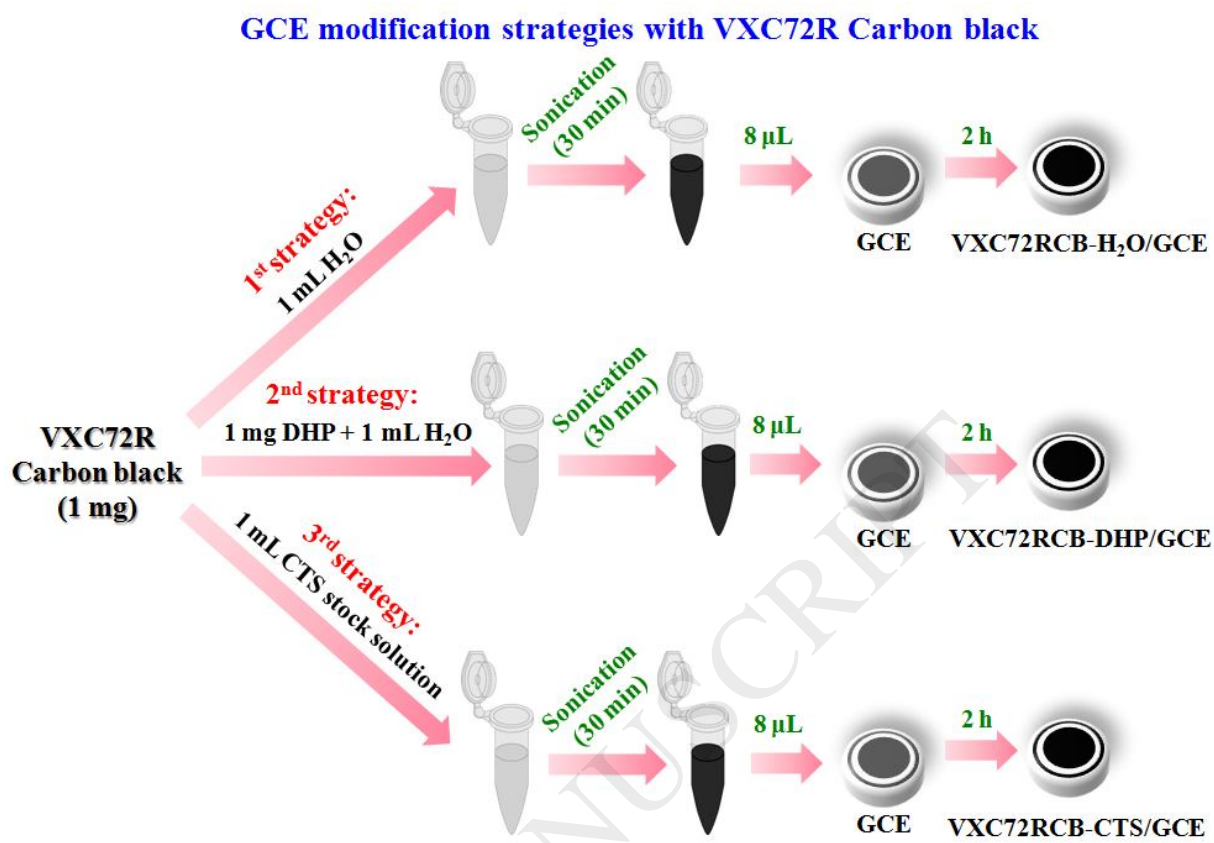 GCE modification strategies with VXC72R Carbon black
1st strategy:
1 mL H₂O
Sonication
(30 min)
8 μL
GCE
2 h
VXC72RCB-H₂O/GCE
VXC72R
Carbon black
(1 mg)
2nd strategy:
1 mg DHP + 1 mL H₂O
Sonication
(30 min)
8 μL
GCE
2 h
VXC72RCB-DHP/GCE
3rd strategy:
1 mL CTS stock solution
Sonication
(30 min)
8 μL
GCE
2 h
VXC72RCB-CTS/GCE
NUSCRIPT